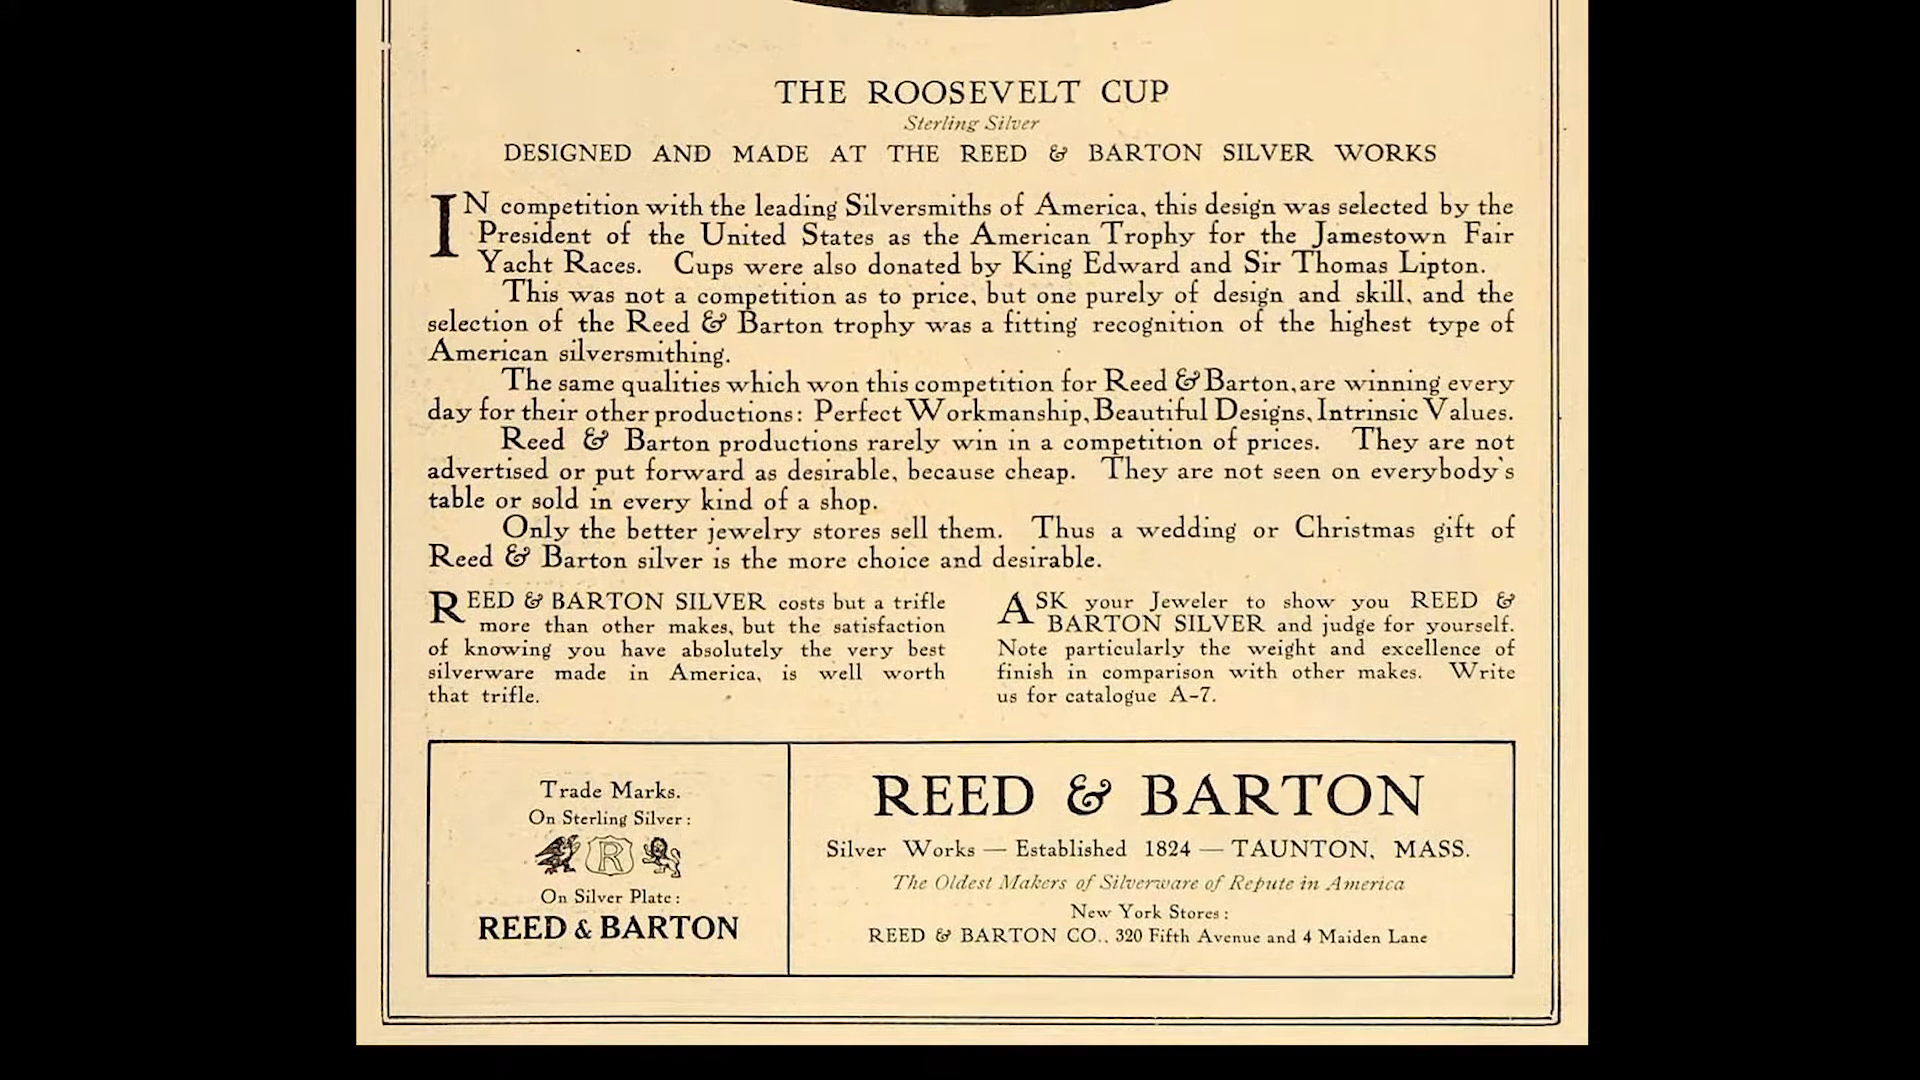 THE ROOSEVELT CUP
Sterling Silver
DESIGNED AND MADE AT THE REED & BARTON SILVER WORKS
IN competition with the leading Silversmiths of America, this design was selected by the
President of the United States as the American Trophy for the Jamestown Fair
Yacht Races. Cups were also donated by King Edward and Sir Thomas Lipton.
This was not a competition as to price, but one purely of design and skill, and the
selection of the Reed & Barton trophy was a fitting recognition of the highest type of
American silversmithing.
The same qualities which won this competition for Reed & Barton, are winning every
day for their other productions: Perfect Workmanship, Beautiful Designs, Intrinsic Values.
Reed & Barton productions rarely win in a competition of prices. They are not
advertised or put forward as desirable, because cheap. They are not seen on everybody's
table or sold in every kind of a shop.
Only the better jewelry stores sell them. Thus a wedding or Christmas gift of
Reed & Barton silver is the more choice and desirable.
REED & BARTON SILVER costs but a trifle
more than other makes, but the satisfaction
of knowing you have absolutely the very best
silverware made in America, is well worth
that trifle.
ASK your Jeweler to show you REED &
BARTON SILVER and judge for yourself.
Note particularly the weight and excellence of
finish in comparison with other makes. Write
us for catalogue A-7.
Trade Marks.
On Sterling Silver:
R
On Silver Plate:
REED & BARTON
REED & BARTON
Silver Works — Established 1824 — TAUNTON, MASS.
The Oldest Makers of Silverware of Repute in America
New York Stores:
REED & BARTON CO., 320 Fifth Avenue and 4 Maiden Lane